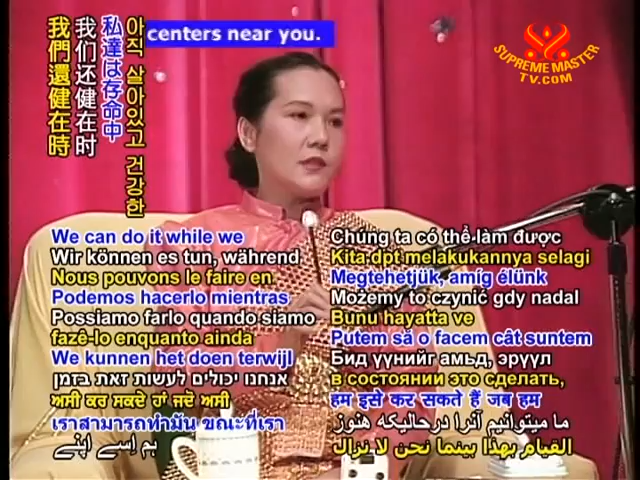 centers near you.
SUPREME MASTER
TV.COM
我們還健在時
我们还健在时
私達は存命中
아직 살아있고 건강한
We can do it while we
Wir können es tun, während
Nous pouvons le faire en
Podemos hacerlo mientras
Possiamo farlo quando siamo
fazê-lo enquanto ainda
We kunnen het doen terwijl
אנחנו יכולים לעשות זאת בזמן
ਅਸੀ ਕਰ ਸਕਦੇ ਹਾਂ ਜਦੋ ਅਸੀ
เราสามารถทำมัน ขณะที่เรา
ہم اِسے اپنے
Chúng ta có thể làm được
Kita dpt melakukannya selagi
Megtehetjük, amíg élünk
Możemy to czynić gdy nadal
Bunu hayatta ve
Putem să o facem cât suntem
Бид үүнийг амьд, эрүүл
в состоянии это сделать,
हम इसे कर सकते हैं जब हम
ما میتوانیم آنرا درحالیکه هنوز
القيام بهذا بينما نحن لا نزال